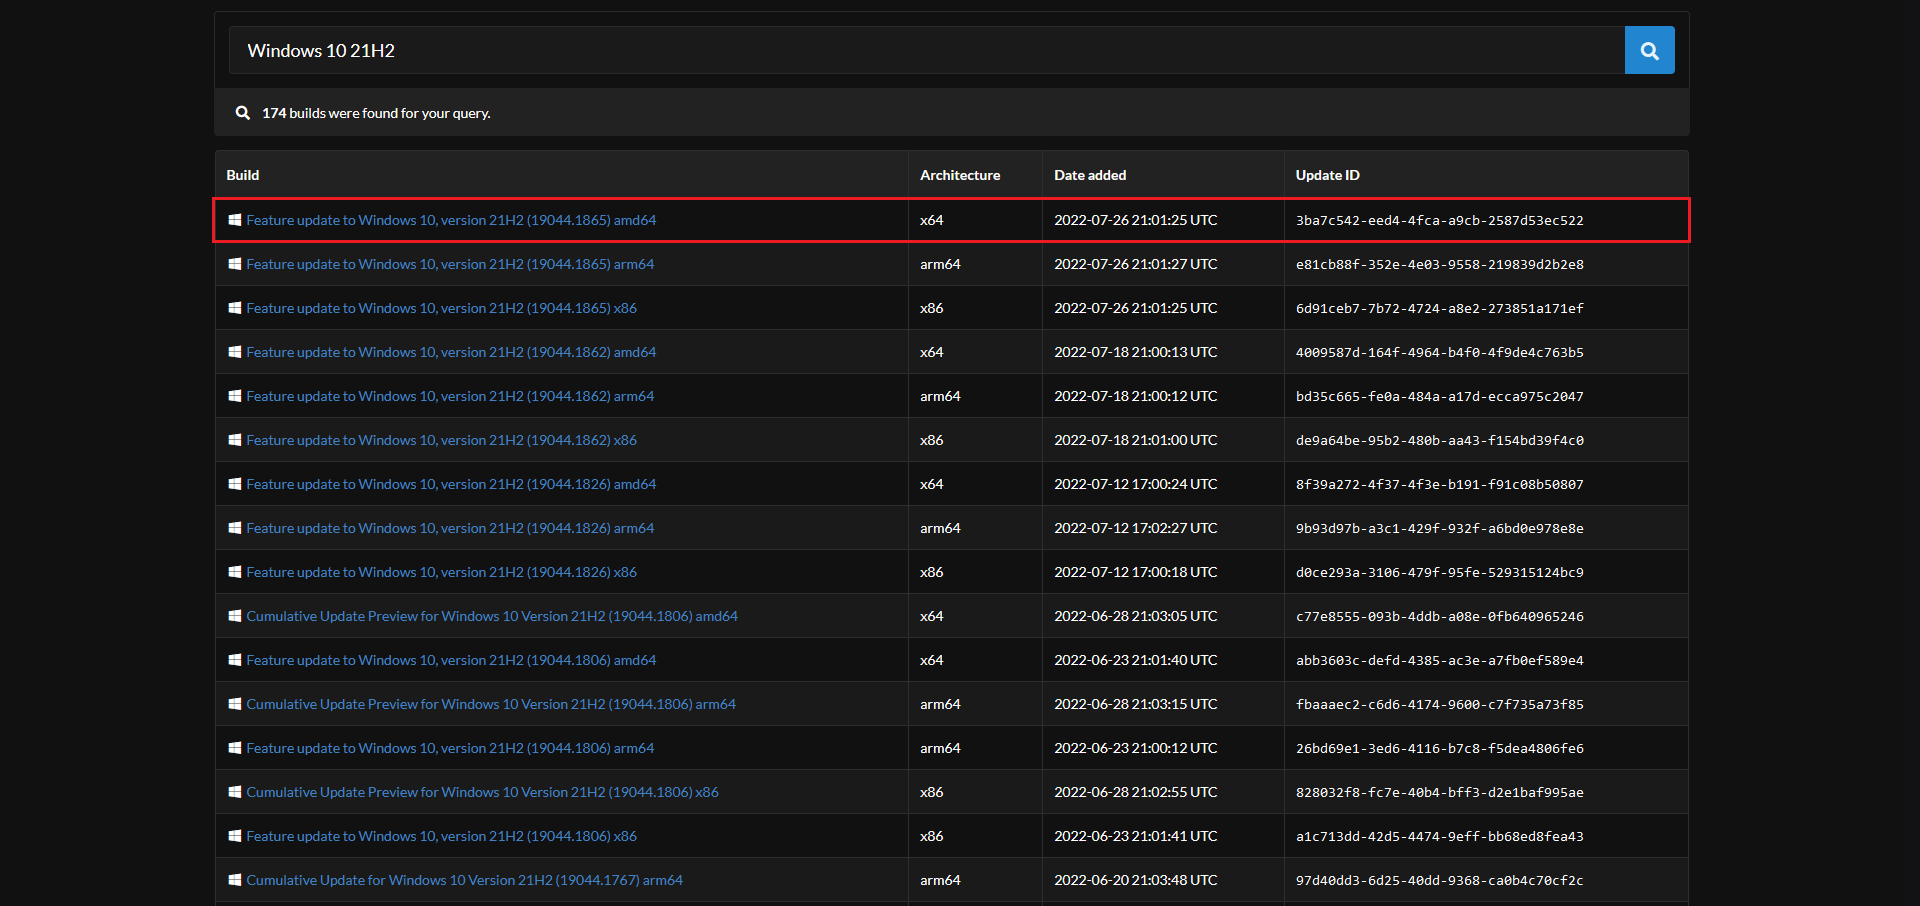 Windows 10 21H2
174 builds were found for your query.
Build Architecture Date added Update ID
Feature update to Windows 10, version 21H2 (19044.1865) amd64 x64 2022-07-26 21:01:25 UTC 3ba7c542-eed4-4fca-a9cb-2587d53ec522
Feature update to Windows 10, version 21H2 (19044.1865) arm64 arm64 2022-07-26 21:01:27 UTC e81cb88f-352e-4e03-9558-219839d2b2e8
Feature update to Windows 10, version 21H2 (19044.1865) x86 x86 2022-07-26 21:01:25 UTC 6d91ceb7-7b72-4724-a8e2-273851a171ef
Feature update to Windows 10, version 21H2 (19044.1862) amd64 x64 2022-07-18 21:00:13 UTC 4009587d-164f-4964-b4f0-4f9de4c763b5
Feature update to Windows 10, version 21H2 (19044.1862) arm64 arm64 2022-07-18 21:00:12 UTC bd35c665-fe0a-484a-a17d-ecca975c2047
Feature update to Windows 10, version 21H2 (19044.1862) x86 x86 2022-07-18 21:01:00 UTC de9a64be-95b2-480b-aa43-f154bd39f4c0
Feature update to Windows 10, version 21H2 (19044.1826) amd64 x64 2022-07-12 17:00:24 UTC 8f39a272-4f37-4f3e-b191-f91c08b50807
Feature update to Windows 10, version 21H2 (19044.1826) arm64 arm64 2022-07-12 17:02:27 UTC 9b93d97b-a3c1-429f-932f-a6bd0e978e8e
Feature update to Windows 10, version 21H2 (19044.1826) x86 x86 2022-07-12 17:00:18 UTC d0ce293a-3106-479f-95fe-529315124bc9
Cumulative Update Preview for Windows 10 Version 21H2 (19044.1806) amd64 x64 2022-06-28 21:03:05 UTC c77e8555-093b-4ddb-a08e-0fb640965246
Feature update to Windows 10, version 21H2 (19044.1806) amd64 x64 2022-06-23 21:01:40 UTC abb3603c-defd-4385-ac3e-a7fb0ef589e4
Cumulative Update Preview for Windows 10 Version 21H2 (19044.1806) arm64 arm64 2022-06-28 21:03:15 UTC fbaaaec2-c6d6-4174-9600-c7f735a73f85
Feature update to Windows 10, version 21H2 (19044.1806) arm64 arm64 2022-06-23 21:00:12 UTC 26bd69e1-3ed6-4116-b7c8-f5dea4806fe6
Cumulative Update Preview for Windows 10 Version 21H2 (19044.1806) x86 x86 2022-06-28 21:02:55 UTC 828032f8-fc7e-40b4-bff3-d2e1baf995ae
Feature update to Windows 10, version 21H2 (19044.1806) x86 x86 2022-06-23 21:01:41 UTC a1c713dd-42d5-4474-9eff-bb68ed8fea43
Cumulative Update for Windows 10 Version 21H2 (19044.1767) arm64 arm64 2022-06-20 21:03:48 UTC 97d40dd3-6d25-40dd-9368-ca0b4c70cf2c